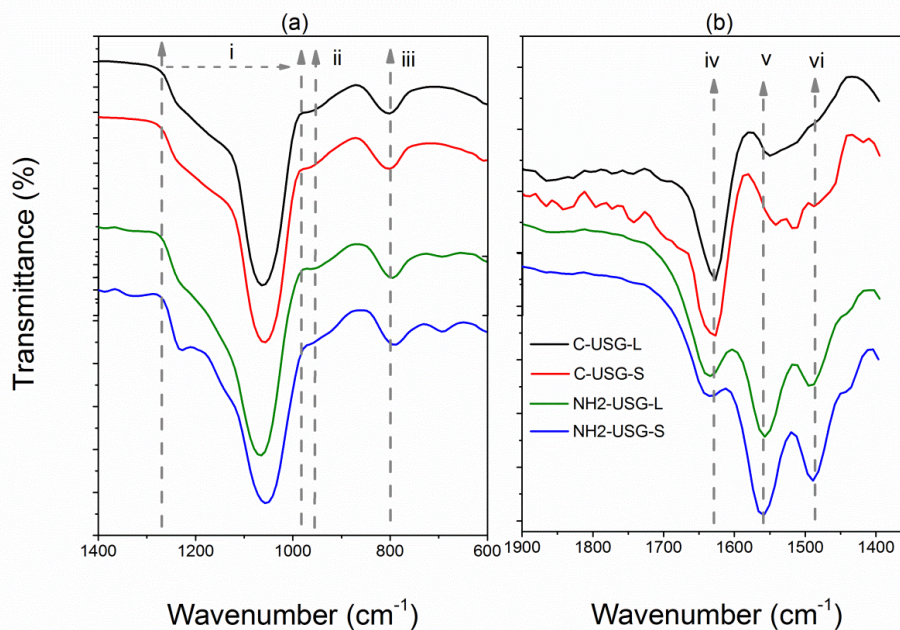 (a) (b)
i ii iii iv v vi
Transmittance (%)
C-USG-L
C-USG-S
NH2-USG-L
NH2-USG-S
1400 1200 1000 800 600 1900 1800 1700 1600 1500 1400
Wavenumber (cm⁻¹) Wavenumber (cm⁻¹)